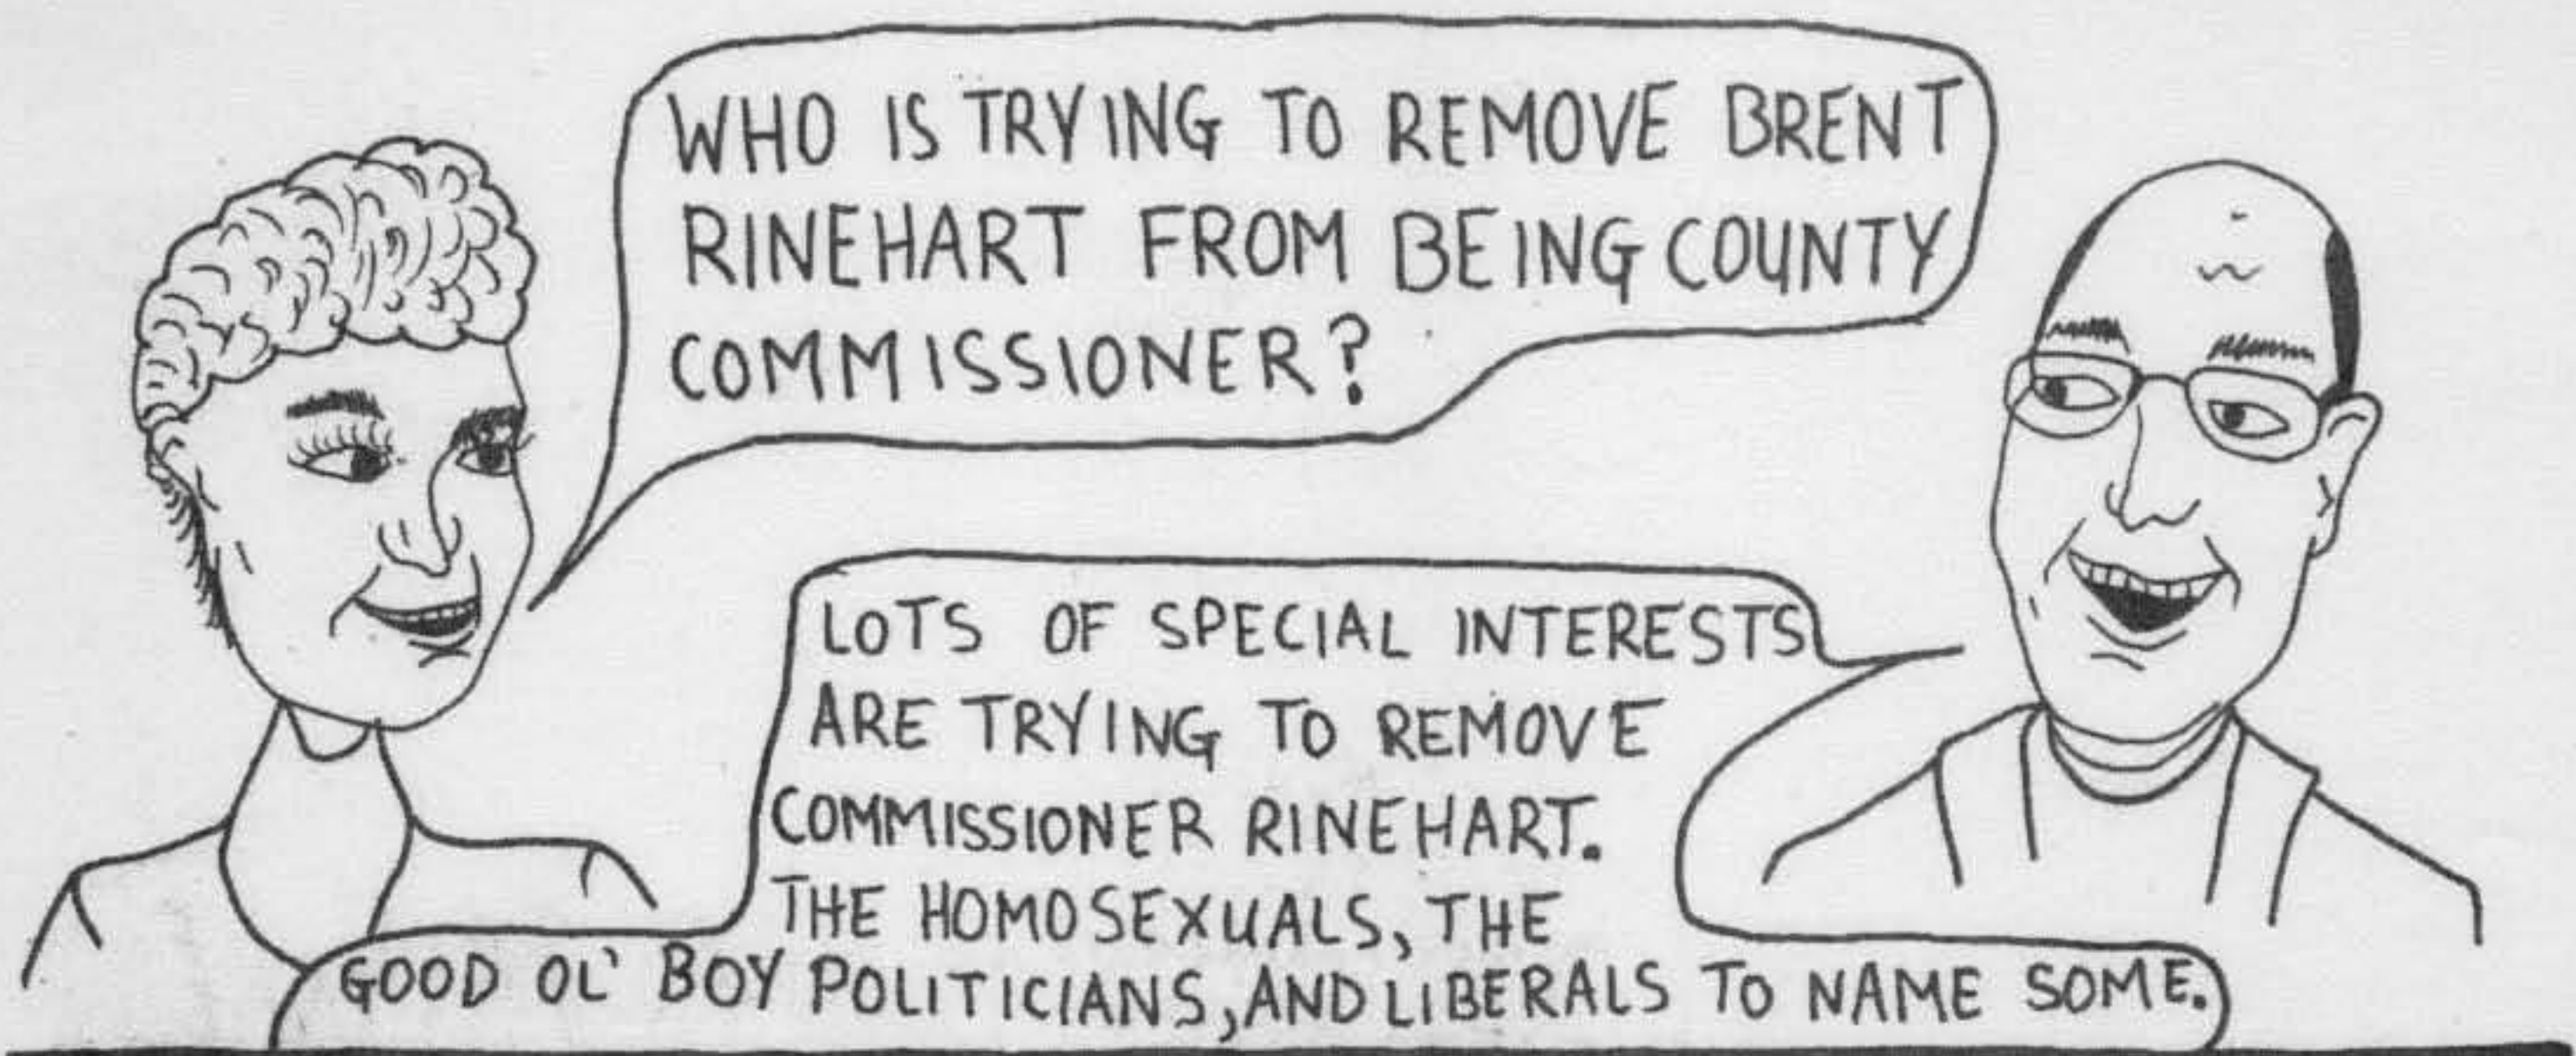 WHO IS TRYING TO REMOVE BRENT
RINEHART FROM BEING COUNTY
COMMISSIONER?
LOTS OF SPECIAL INTERESTS
ARE TRYING TO REMOVE
COMMISSIONER RINEHART.
THE HOMOSEXUALS, THE
GOOD OL' BOY POLITICIANS, AND LIBERALS TO NAME SOME.